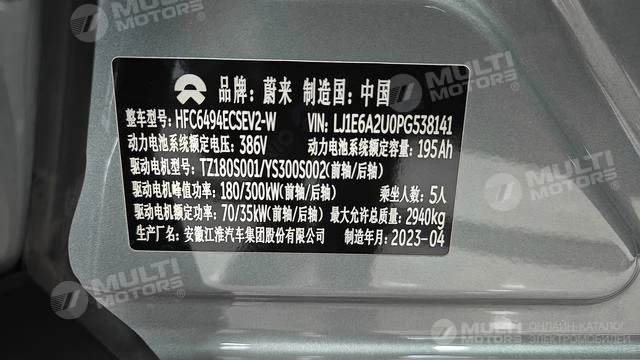 MULTI MOTORS®
MULTI MOTORS®
品牌：蔚来 制造国：中国
整车型号：HFC6494ECSEV2-W VIN：LJ1E6A2U0PG538141
动力电池系统额定电压：386V 动力电池系统额定容量：195Ah
驱动电机型号：TZ180S001/YS300S002(前轴/后轴)
驱动电机峰值功率：180/300kW(前轴/后轴) 乘坐人数：5人
驱动电机额定功率：70/35kW(前轴/后轴) 最大允许总质量：2940kg
生产厂名：安徽江淮汽车集团股份有限公司 制造年月：2023-04
MULTI MOTORS®
MULTI MOTORS®
ОНЛАЙН-КАТАЛОГ
ЭЛЕКТРОМОБИЛЕЙ